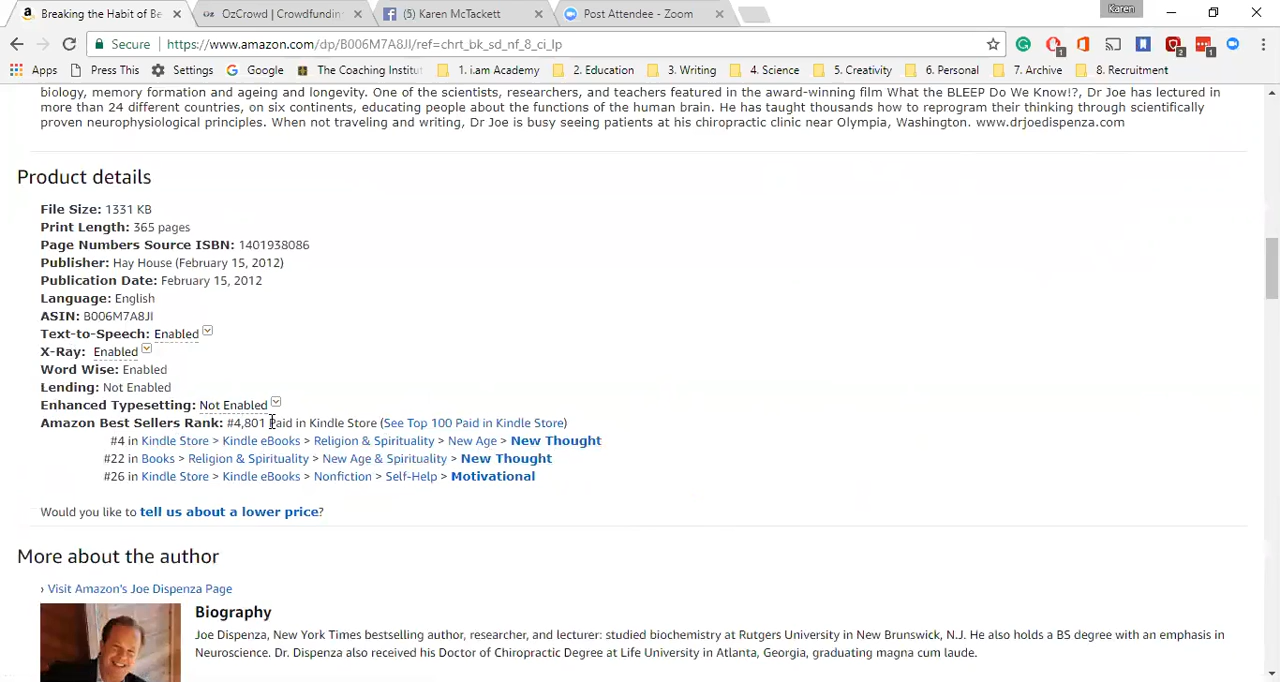 Breaking the Habit of Be
OzCrowd | Crowdfundin
(5) Karen McTackett
Post Attendee - Zoom
Karen
Secure
https://www.amazon.com/dp/B006M7A8JI/ref=chrt_bk_sd_nf_8_ci_lp
Apps Press This Settings Google The Coaching Institut 1. i.am Academy 2. Education 3. Writing 4. Science 5. Creativity 6. Personal 7. Archive 8. Recruitment
biology, memory formation and ageing and longevity. One of the scientists, researchers, and teachers featured in the award-winning film What the BLEEP Do We Know!?, Dr Joe has lectured in
more than 24 different countries, on six continents, educating people about the functions of the human brain. He has taught thousands how to reprogram their thinking through scientifically
proven neurophysiological principles. When not traveling and writing, Dr Joe is busy seeing patients at his chiropractic clinic near Olympia, Washington. www.drjoedispenza.com
Product details
File Size: 1331 KB
Print Length: 365 pages
Page Numbers Source ISBN: 1401938086
Publisher: Hay House (February 15, 2012)
Publication Date: February 15, 2012
Language: English
ASIN: B006M7A8JI
Text-to-Speech: Enabled
X-Ray: Enabled
Word Wise: Enabled
Lending: Not Enabled
Enhanced Typesetting: Not Enabled
Amazon Best Sellers Rank: #4,801 Paid in Kindle Store (See Top 100 Paid in Kindle Store)
#4 in Kindle Store > Kindle eBooks > Religion & Spirituality > New Age > New Thought
#22 in Books > Religion & Spirituality > New Age & Spirituality > New Thought
#26 in Kindle Store > Kindle eBooks > Nonfiction > Self-Help > Motivational
Would you like to tell us about a lower price?
More about the author
› Visit Amazon's Joe Dispenza Page
Biography
Joe Dispenza, New York Times bestselling author, researcher, and lecturer: studied biochemistry at Rutgers University in New Brunswick, N.J. He also holds a BS degree with an emphasis in
Neuroscience. Dr. Dispenza also received his Doctor of Chiropractic Degree at Life University in Atlanta, Georgia, graduating magna cum laude.